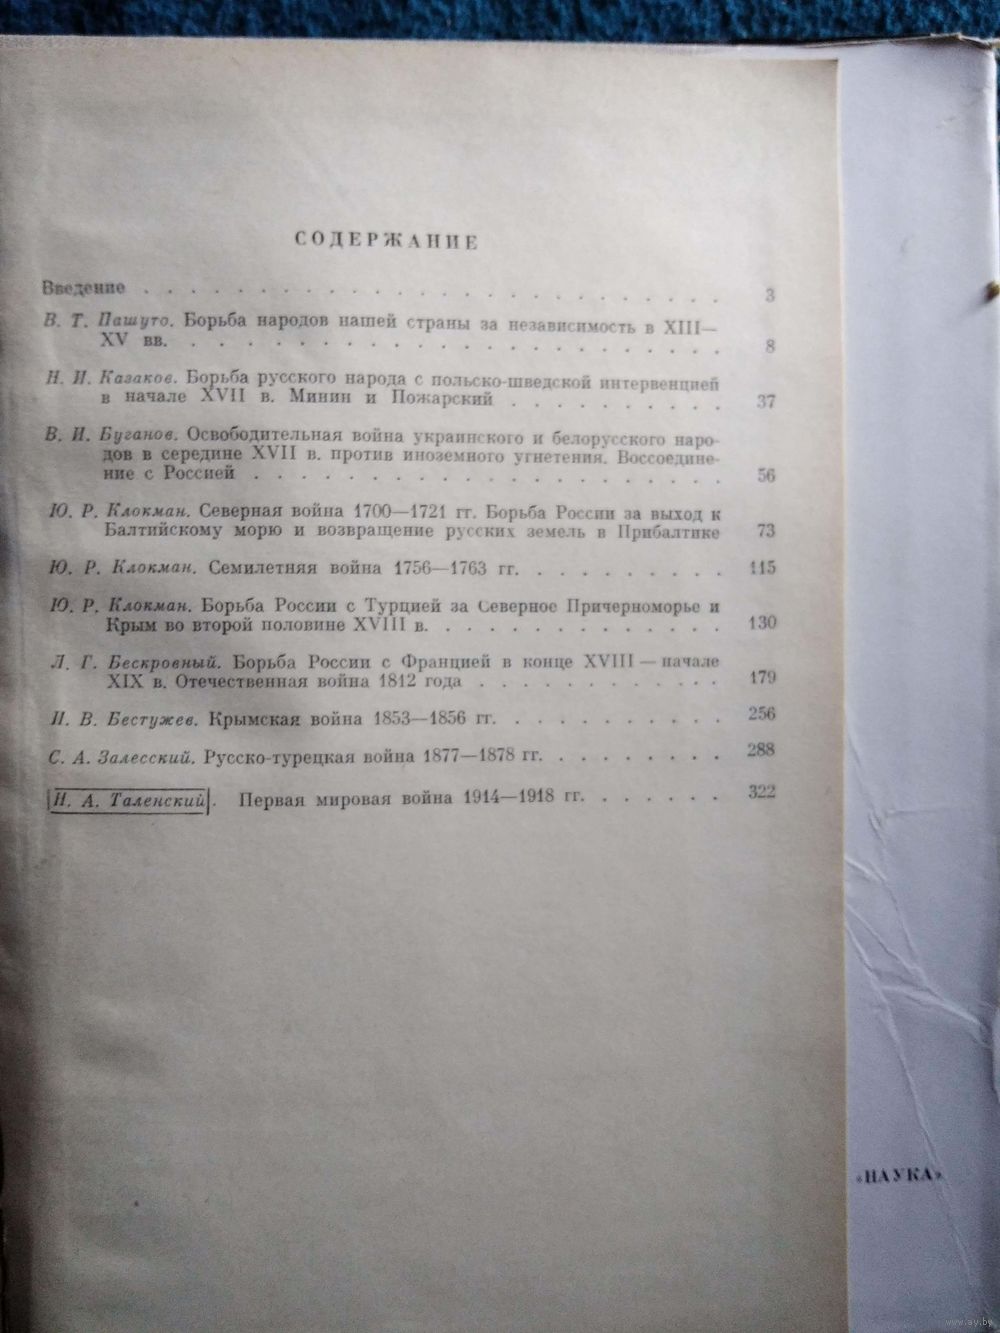 СОДЕРЖАНИЕ
Введение . . . . . . . . . . . . . . . . . . . . . . . . . . 3
В. Т. Пашуто. Борьба народов нашей страны за независимость в XIII—
XV вв. . . . . . . . . . . . . . . . . . . . . . . . . 8
Н. И. Казаков. Борьба русского народа с польско-шведской интервенцией
в начале XVII в. Минин и Пожарский . . . . . . . . . . 37
В. И. Буганов. Освободительная война украинского и белорусского наро-
дов в середине XVII в. против иноземного угнетения. Воссоедине-
ние с Россией . . . . . . . . . . . . . . . . . . . . . 56
Ю. Р. Клокман. Северная война 1700—1721 гг. Борьба России за выход к
Балтийскому морю и возвращение русских земель в Прибалтике 73
Ю. Р. Клокман. Семилетняя война 1756—1763 гг. . . . . . . . . . 115
Ю. Р. Клокман. Борьба России с Турцией за Северное Причерноморье и
Крым во второй половине XVIII в. . . . . . . . . . . . . . 130
Л. Г. Бескровный. Борьба России с Францией в конце XVIII — начале
XIX в. Отечественная война 1812 года . . . . . . . . . . . 179
И. В. Бестужев. Крымская война 1853—1856 гг. . . . . . . . . . . 256
С. А. Залесский. Русско-турецкая война 1877—1878 гг. . . . . . . . . 288
Н. А. Таленский. Первая мировая война 1914—1918 гг. . . . . . . 322
«НАУКА»
www.ay.by